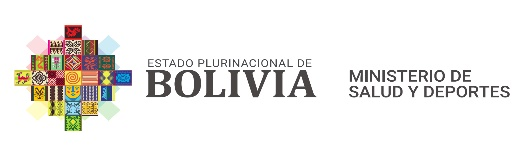 ESTADO PLURINACIONAL DE
BOLIVIA
MINISTERIO DE
SALUD Y DEPORTES